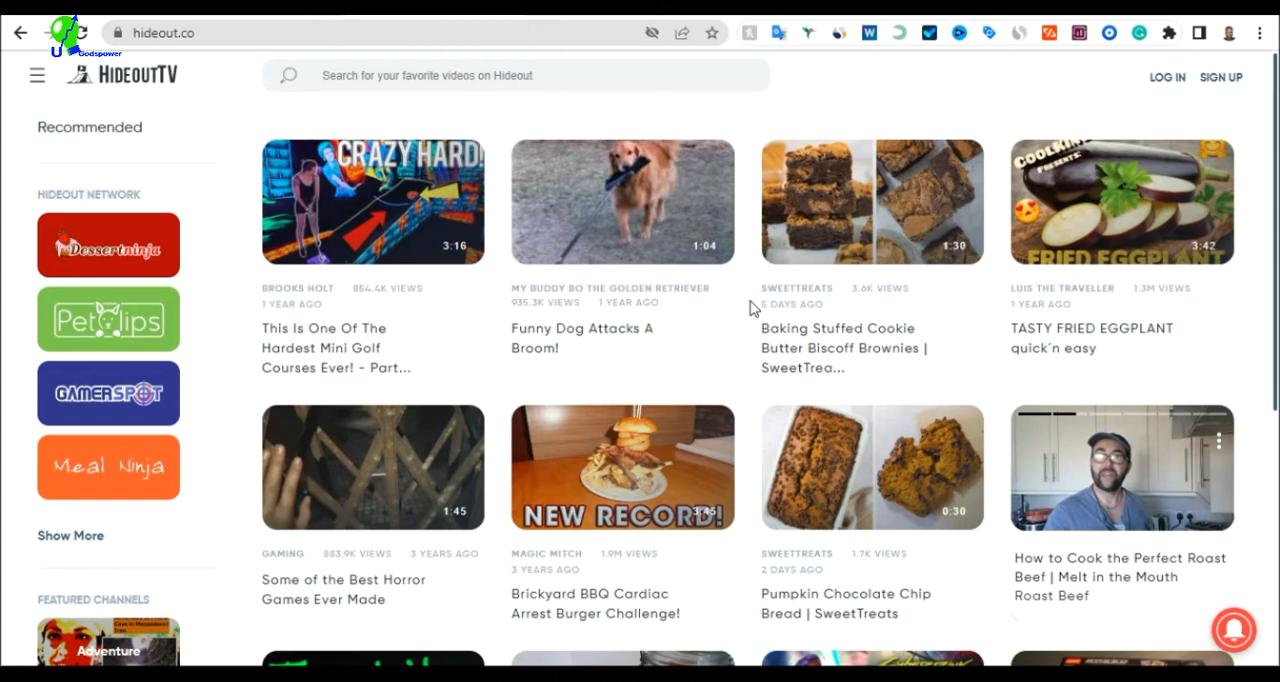 hideout.co
U Godspower
HIDEOUTTV
Search for your favorite videos on Hideout
LOG IN
SIGN UP
Recommended
HIDEOUT NETWORK
Dessertninja
PetClips
GAMERSPOT
Meal Ninja
Show More
FEATURED CHANNELS
Adventure
CRAZY HARD!
3:16
BROOKS HOLT 854.4K VIEWS
1 YEAR AGO
This Is One Of The
Hardest Mini Golf
Courses Ever! - Part...
1:04
MY BUDDY BO THE GOLDEN RETRIEVER
935.3K VIEWS 1 YEAR AGO
Funny Dog Attacks A
Broom!
1:30
SWEETTREATS 3.6K VIEWS
5 DAYS AGO
Baking Stuffed Cookie
Butter Biscoff Brownies |
SweetTrea...
COOLKING
PRESENTS:
3:42
FRIED EGGPLANT
LUIS THE TRAVELLER 1.3M VIEWS
1 YEAR AGO
TASTY FRIED EGGPLANT
quick´n easy
1:45
GAMING 883.9K VIEWS 3 YEARS AGO
Some of the Best Horror
Games Ever Made
NEW RECORD!
3:45
MAGIC MITCH 1.9M VIEWS
3 YEARS AGO
Brickyard BBQ Cardiac
Arrest Burger Challenge!
0:30
SWEETTREATS 1.7K VIEWS
2 DAYS AGO
Pumpkin Chocolate Chip
Bread | SweetTreats
How to Cook the Perfect Roast
Beef | Melt in the Mouth
Roast Beef